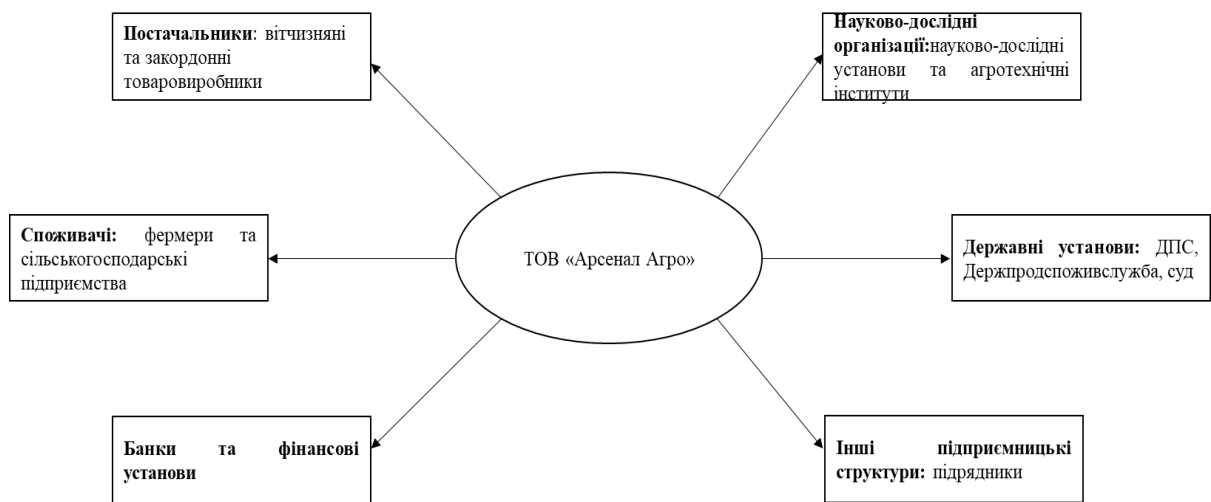 Постачальники: вітчизняні
та закордонні
товаровиробники
Науково-дослідні
організації:науково-дослідні
установи та агротехнічні
інститути
Споживачі: фермери та
сільськогосподарські
підприємства
ТОВ «Арсенал Агро»
Державні установи: ДПС,
Держпродспоживслужба, суд
Банки та фінансові
установи
Інші підприємницькі
структури: підрядники